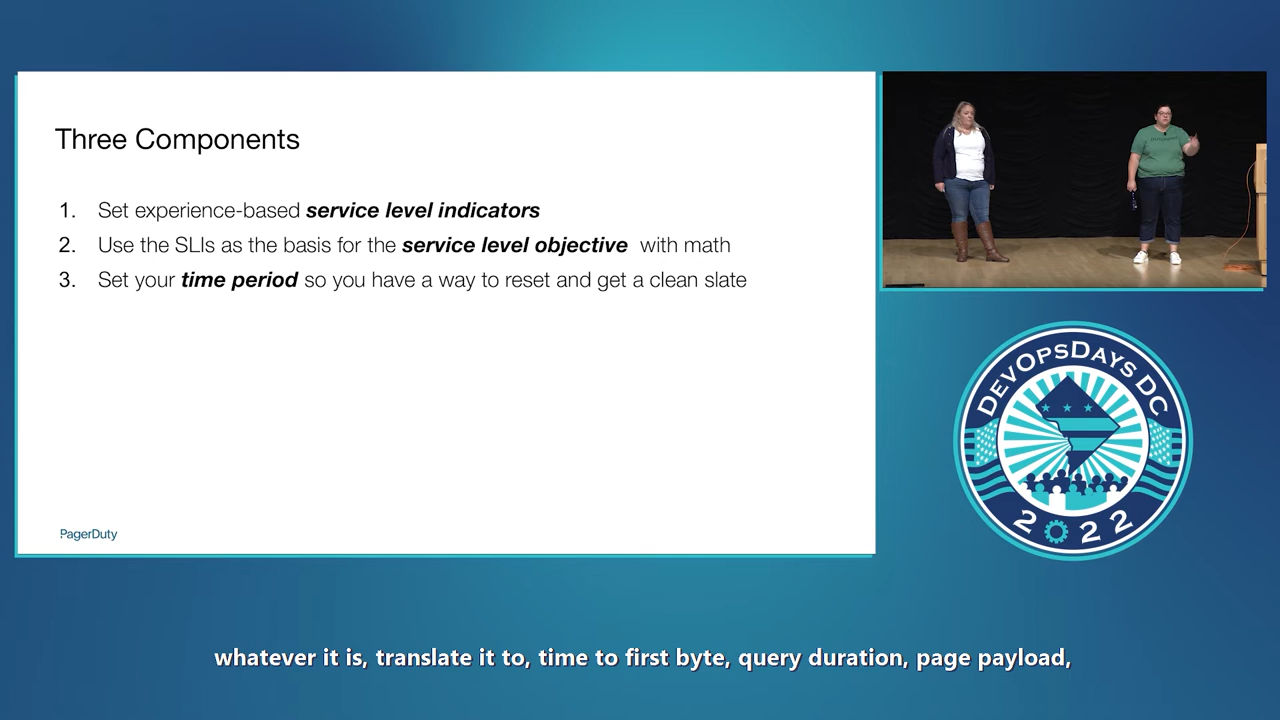 Three Components
1. Set experience-based service level indicators
2. Use the SLIs as the basis for the service level objective with math
3. Set your time period so you have a way to reset and get a clean slate
PagerDuty
DEVOPSDAYS DC
2022
whatever it is, translate it to, time to first byte, query duration, page payload,